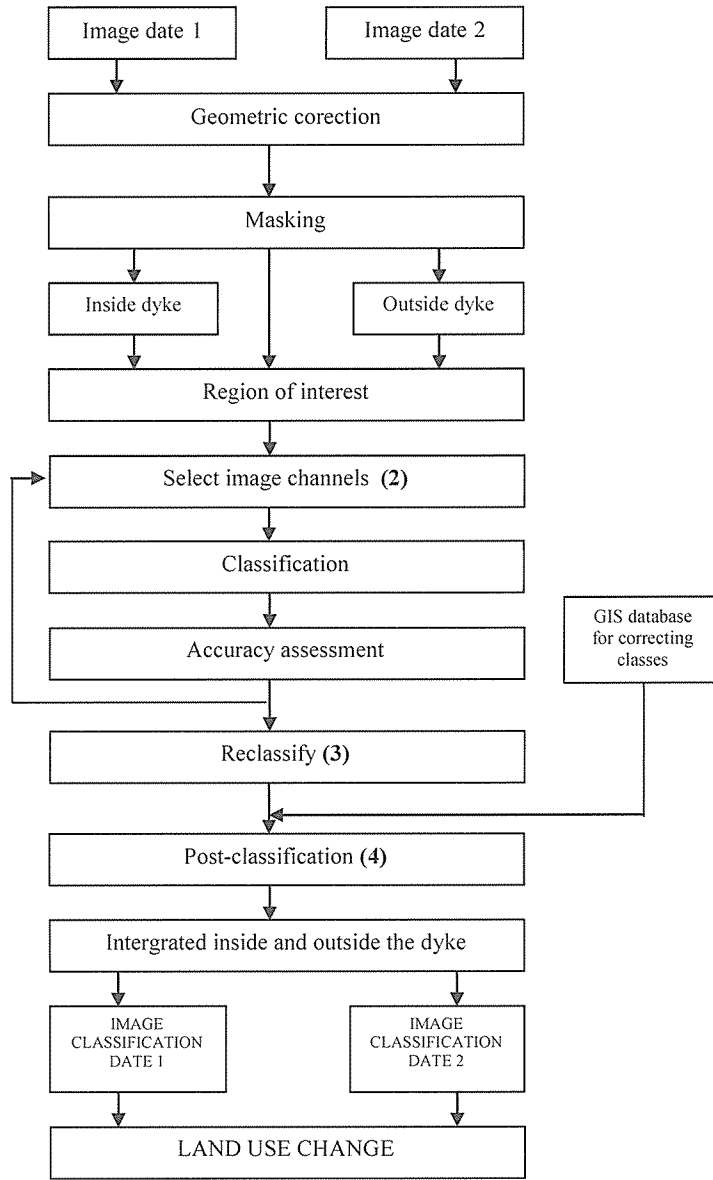 Image date 1
Image date 2
Geometric corection
Masking
Inside dyke
Outside dyke
Region of interest
Select image channels (2)
Classification
Accuracy assessment
GIS database
for correcting
classes
Reclassify (3)
Post-classification (4)
Intergrated inside and outside the dyke
IMAGE
CLASSIFICATION
DATE 1
IMAGE
CLASSIFICATION
DATE 2
LAND USE CHANGE